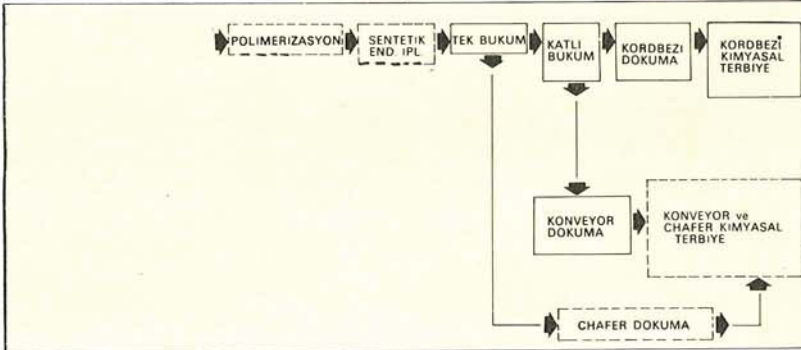 POLIMERIZASYON
SENTETIK
END. IPL.
TEK BUKUM
KATLI
BUKUM
KORDBEZI
DOKUMA
KORDBEZI
KIMYASAL
TERBIYE
KONVEYOR
DOKUMA
KONVEYOR ve
CHAFER KIMYASAL
TERBIYE
CHAFER DOKUMA